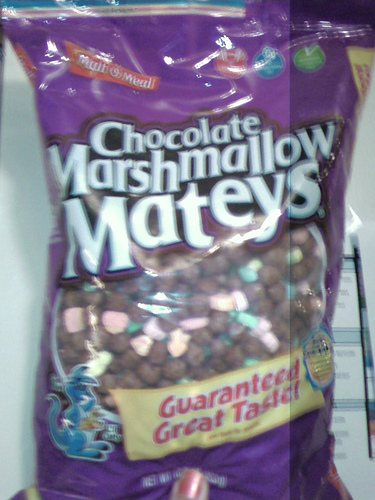 Malt-O-Meal
Chocolate
Marshmallow
Mateys
Guaranteed
Great Taste!